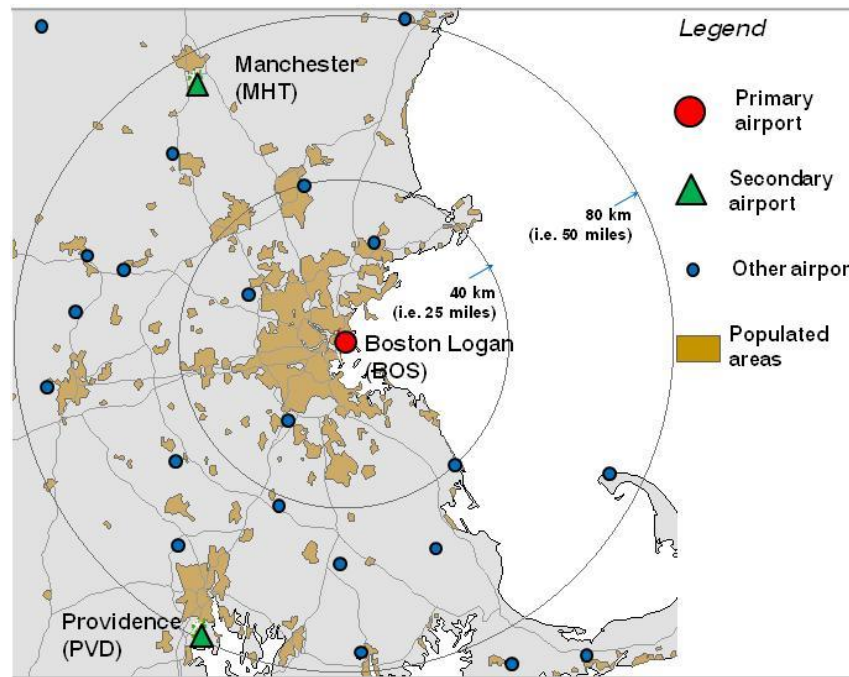 Legend
Manchester
(MHT)
Primary
airport
Secondary
airport
80 km
(i.e. 50 miles)
Other airport
40 km
(i.e. 25 miles)
Boston Logan
(BOS)
Populated
areas
Providence
(PVD)